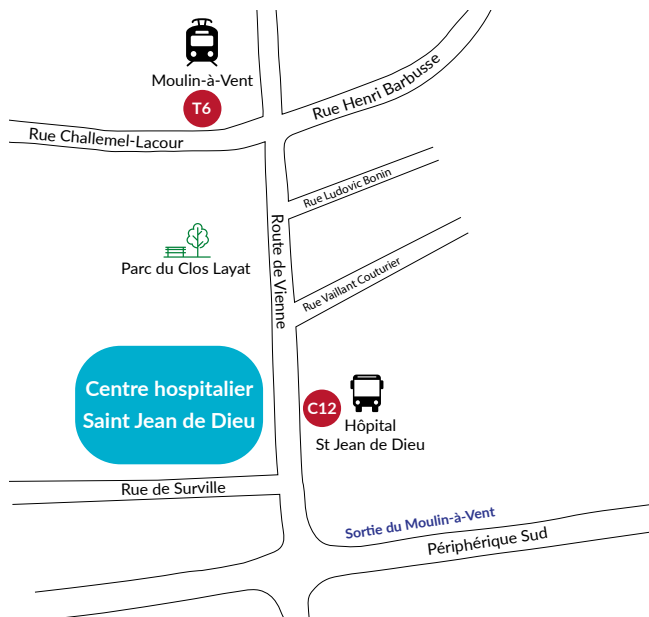 Moulin-à-Vent
T6
Rue Henri Barbusse
Rue Challemel-Lacour
Rue Ludovic Bonin
Route de Vienne
Parc du Clos Layat
Rue Vaillant Couturier
Centre hospitalier
Saint Jean de Dieu
C12
Hôpital
St Jean de Dieu
Rue de Surville
Sortie du Moulin-à-Vent
Périphérique Sud